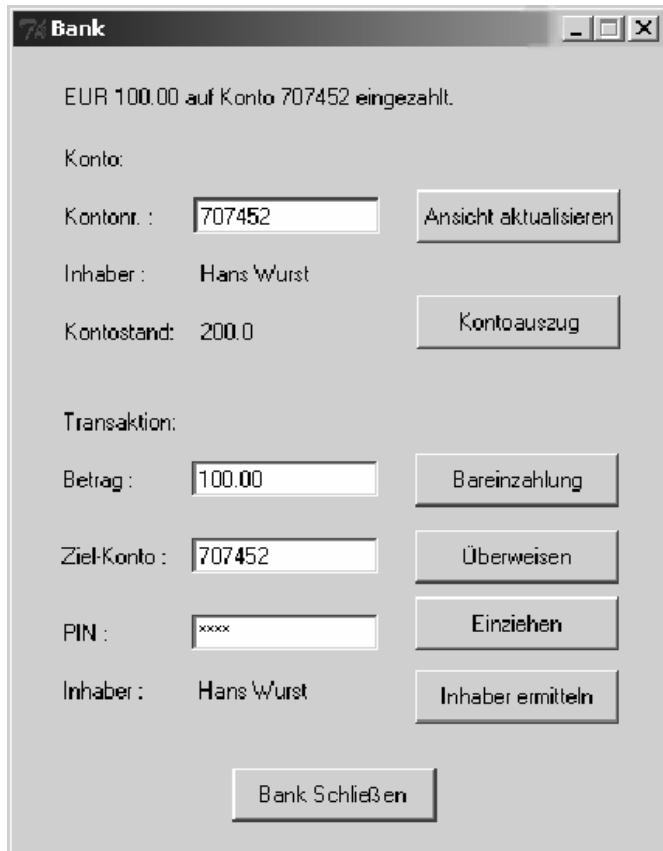 Bank
EUR 100.00 auf Konto 707452 eingezahlt.
Konto:
Kontonr. : 707452 Ansicht aktualisieren
Inhaber : Hans Wurst
Kontostand: 200.0 Kontoauszug
Transaktion:
Betrag : 100.00 Bareinzahlung
Ziel-Konto : 707452 Überweisen
PIN : **** Einziehen
Inhaber : Hans Wurst Inhaber ermitteln
Bank Schließen